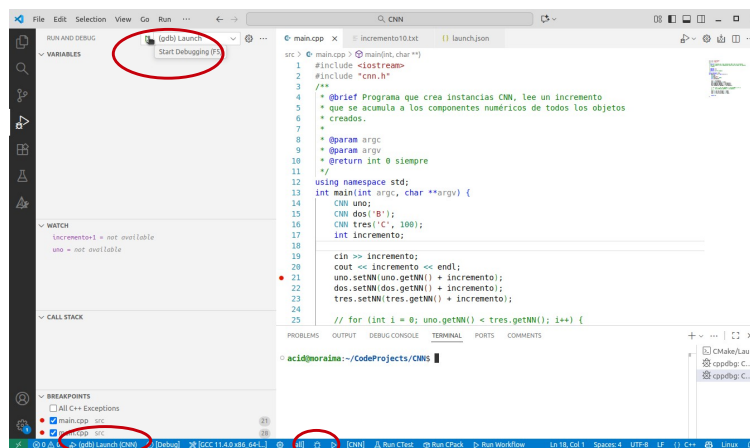 File Edit Selection View Go Run ··· CNN
RUN AND DEBUG (gdb) Launch
Start Debugging (F5)
VARIABLES
WATCH
incremento+1 = not available
uno = not available
CALL STACK
BREAKPOINTS
All C++ Exceptions
main.cpp src 21
main.cpp src 38
main.cpp incremento10.txt {} launch.json
src > main.cpp > main(int, char **)
1 #include <iostream>
2 #include "cnn.h"
3 /**
4 * @brief Programa que crea instancias CNN, lee un incremento
5 * que se acumula a los componentes numéricos de todos los objetos
6 * creados.
7 *
8 * @param argc
9 * @param argv
10 * @return int 0 siempre
11 */
12 using namespace std;
13 int main(int argc, char **argv) {
14 CNN uno;
15 CNN dos('B');
16 CNN tres('C', 100);
17 int incremento;
18
19 cin >> incremento;
20 cout << incremento << endl;
21 uno.setNN(uno.getNN() + incremento);
22 dos.setNN(dos.getNN() + incremento);
23 tres.setNN(tres.getNN() + incremento);
24
25 // for (int i = 0; uno.getNN() < tres.getNN(); i++) {
PROBLEMS OUTPUT DEBUG CONSOLE TERMINAL PORTS COMMENTS
acid@moraima:~/CodeProjects/CNN$
CMake/Lau
cppdbg: C...
cppdbg: C...
(gdb) Launch (CNN) [Debug] [GCC 11.4.0 x86_64-l...] all] [CNN] Run CTest Run CPack Run Workflow Ln 18, Col 1 Spaces: 4 UTF-8 LF {} C++ Linux